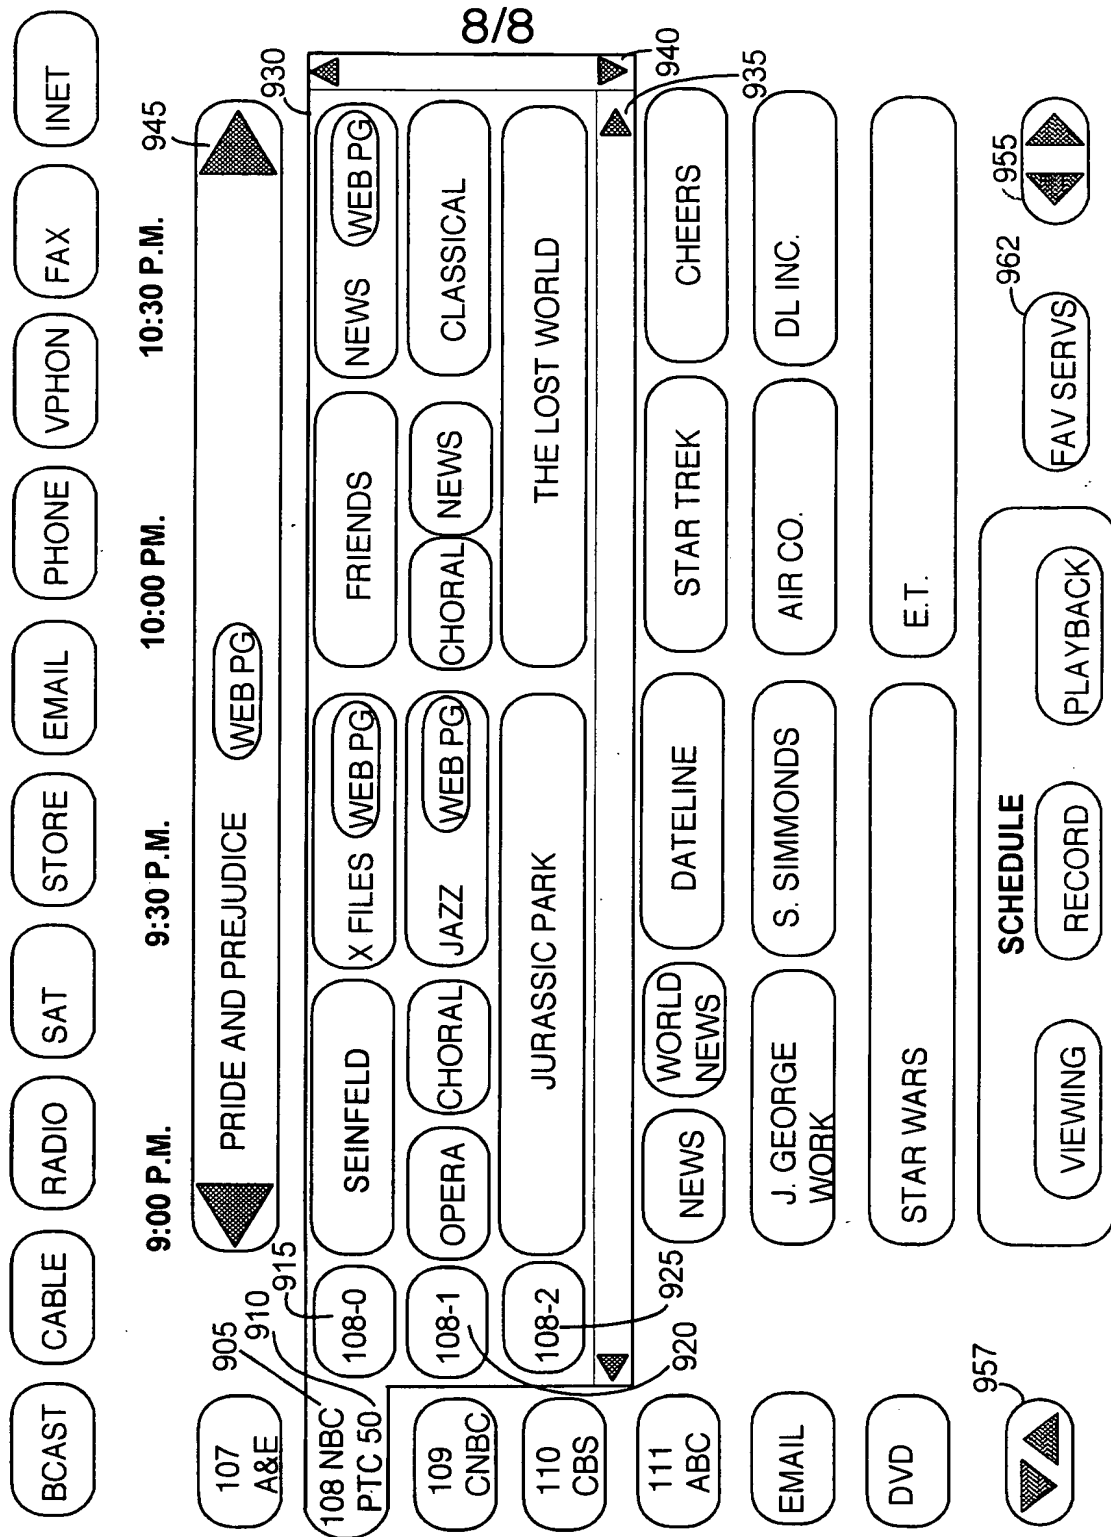 8/8
BCAST CABLE RADIO SAT STORE EMAIL PHONE VPHON FAX INET
9:00 P.M. 9:30 P.M. 10:00 PM. 10:30 P.M.
945
107
A&E
PRIDE AND PREJUDICE WEB PG
905
910
915
930
108 NBC
PTC 50
108-0 SEINFELD X FILES WEB PG FRIENDS NEWS WEB PG
109
CNBC
108-1 OPERA CHORAL JAZZ WEB PG CHORAL NEWS CLASSICAL
110
CBS
108-2 JURASSIC PARK THE LOST WORLD
920
925
940
935
111
ABC
NEWS
WORLD
NEWS
DATELINE STAR TREK CHEERS
EMAIL
J. GEORGE
WORK
S. SIMMONDS AIR CO. DL INC.
DVD STAR WARS E.T.
957
962
955
SCHEDULE
VIEWING RECORD PLAYBACK
FAV SERVS